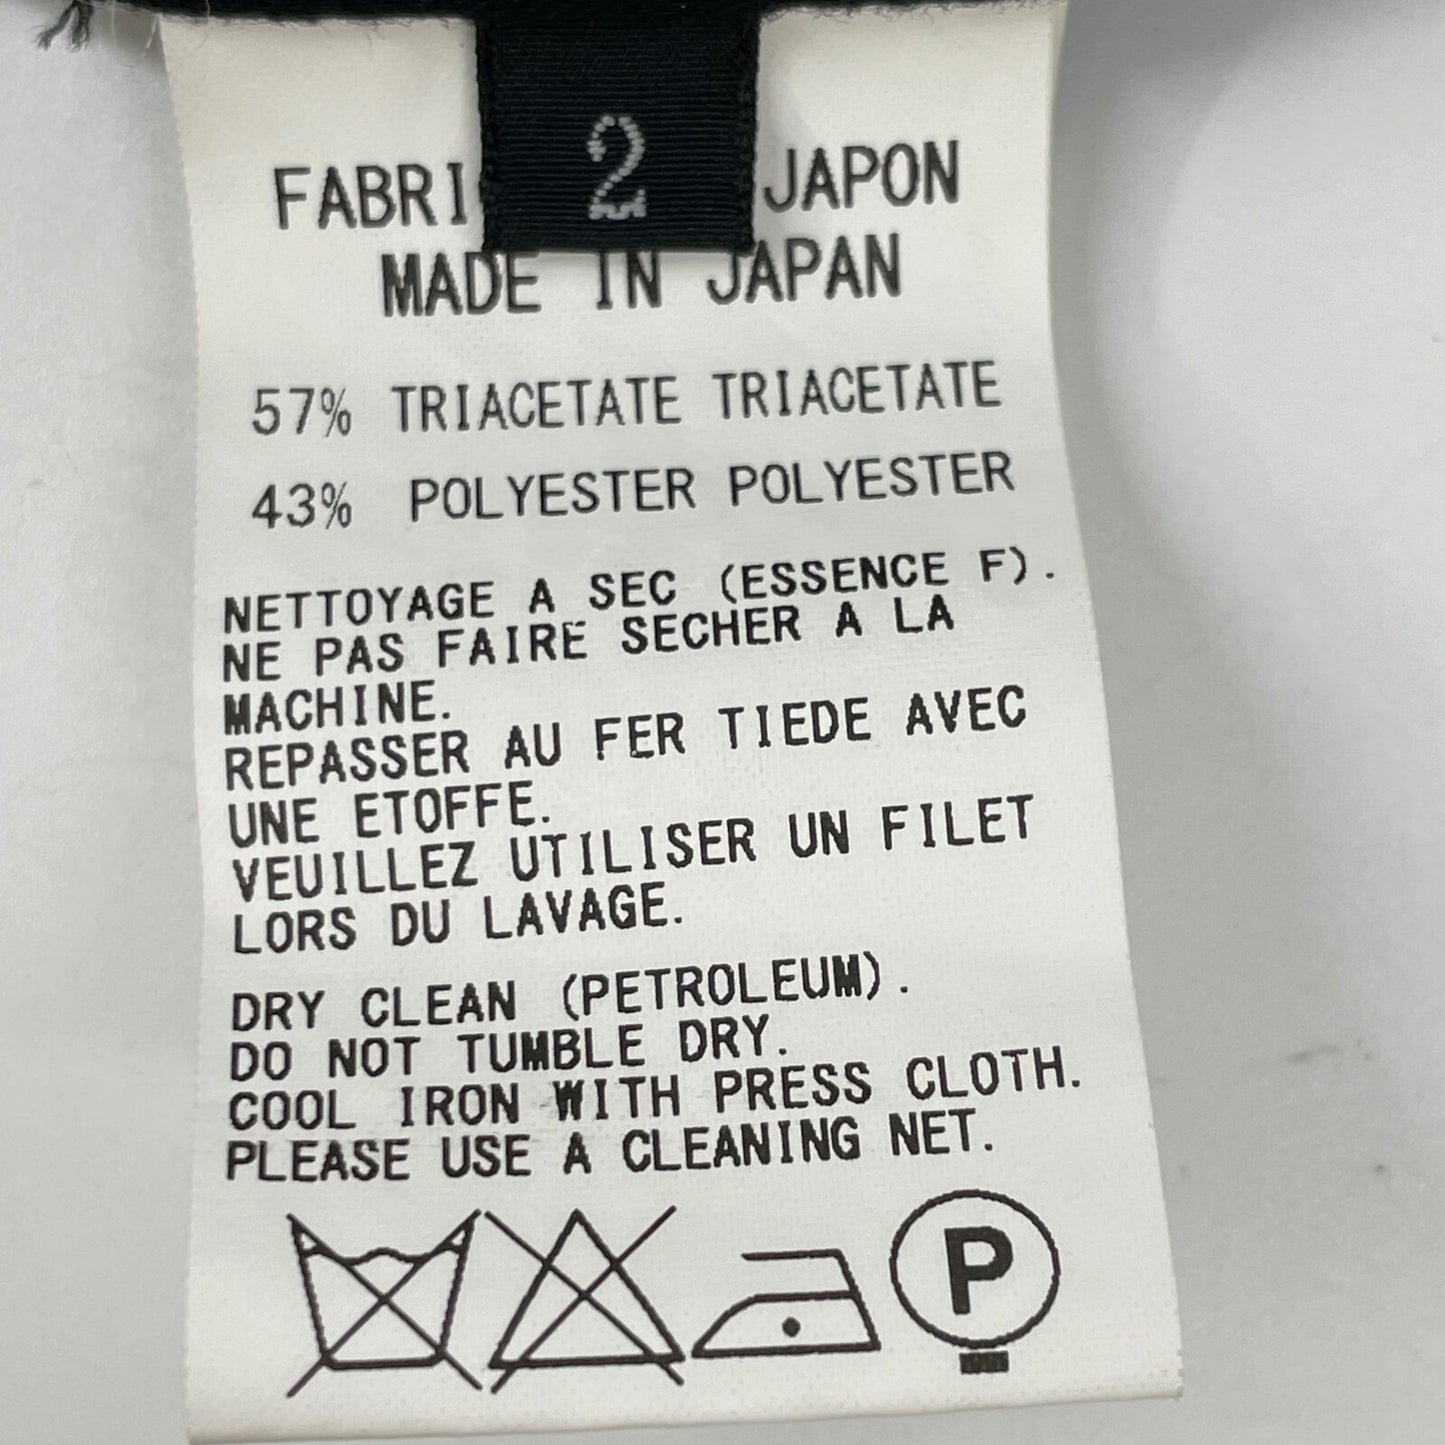 2
FABRI JAPON
MADE IN JAPAN
57% TRIACETATE TRIACETATE
43% POLYESTER POLYESTER
NETTOYAGE A SEC (ESSENCE F).
NE PAS FAIRE SECHER A LA
MACHINE.
REPASSER AU FER TIEDE AVEC
UNE ETOFFE.
VEUILLEZ UTILISER UN FILET
LORS DU LAVAGE.
DRY CLEAN (PETROLEUM).
DO NOT TUMBLE DRY.
COOL IRON WITH PRESS CLOTH.
PLEASE USE A CLEANING NET.
P